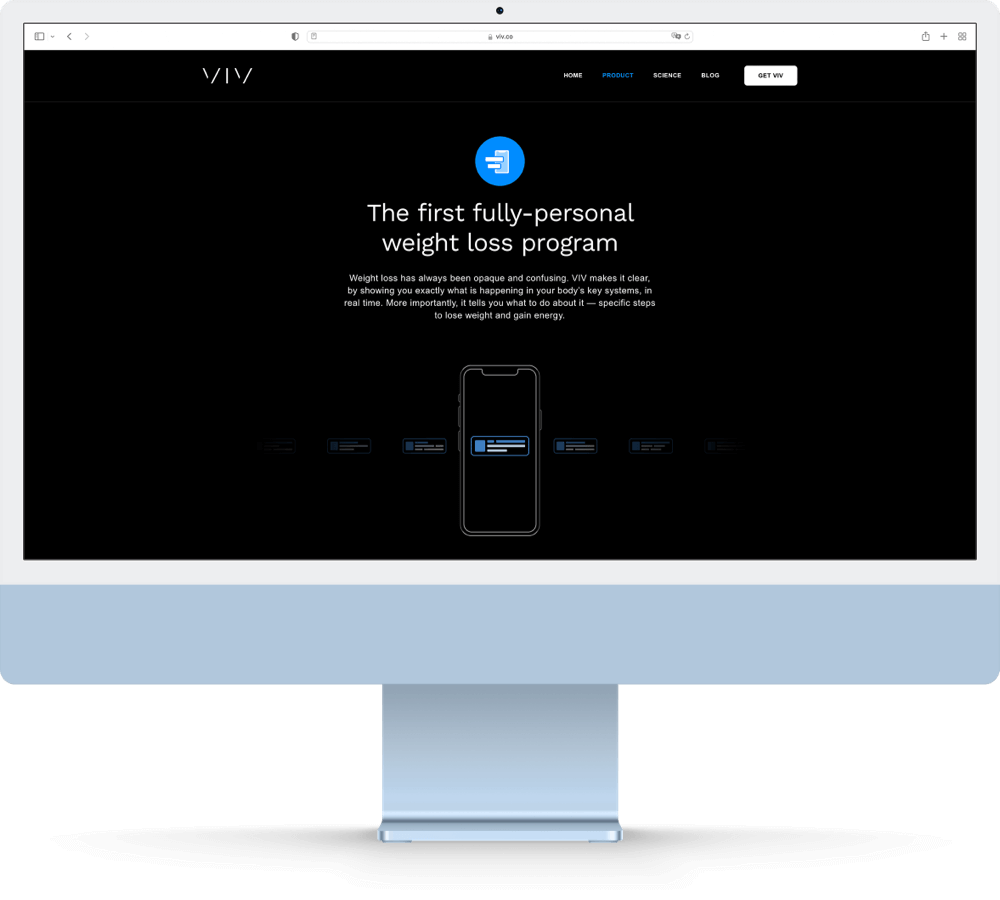 viv.co
VIV
HOME PRODUCT SCIENCE BLOG GET VIV
The first fully-personal
weight loss program
Weight loss has always been opaque and confusing. VIV makes it clear,
by showing you exactly what is happening in your body's key systems, in
real time. More importantly, it tells you what to do about it — specific steps
to lose weight and gain energy.